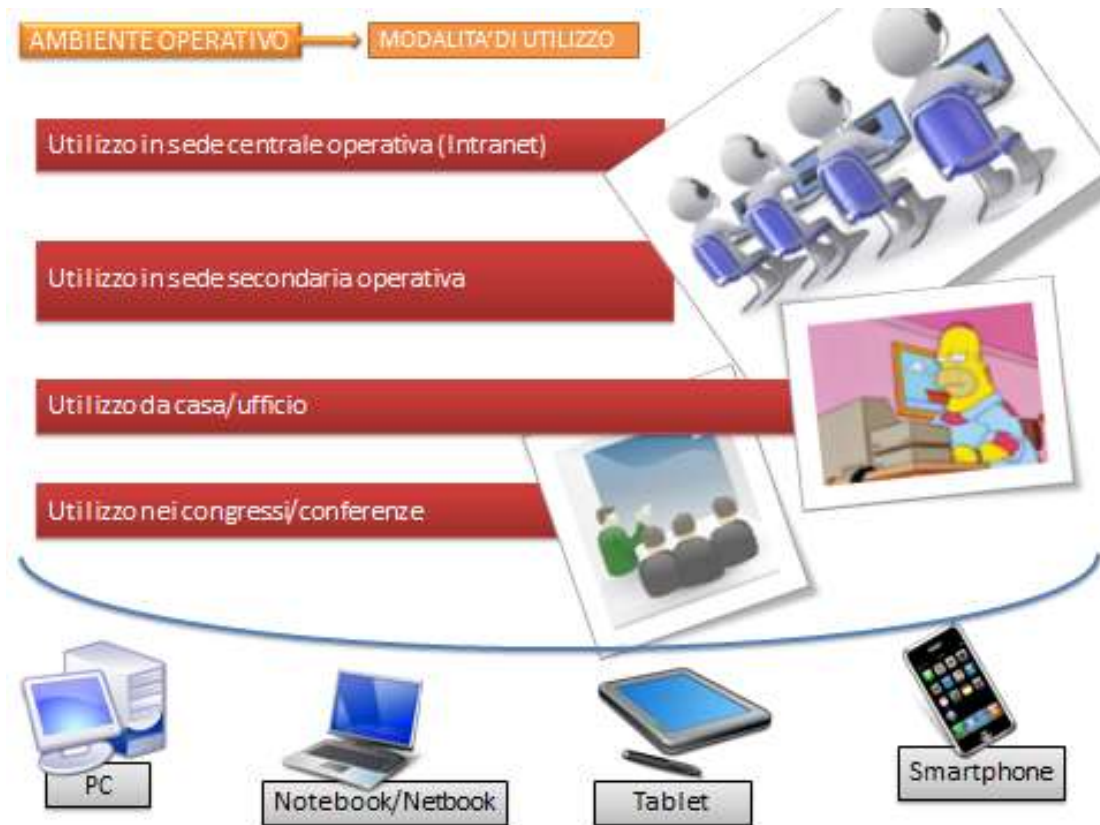 AMBIENTE OPERATIVO
MODALITA' DI UTILIZZO
Utilizzo in sede centrale operativa (Intranet)
Utilizzo in sede secondaria operativa
Utilizzo da casa/ufficio
Utilizzo nei congressi/conferenze
PC
Notebook/Netbook
Tablet
Smartphone